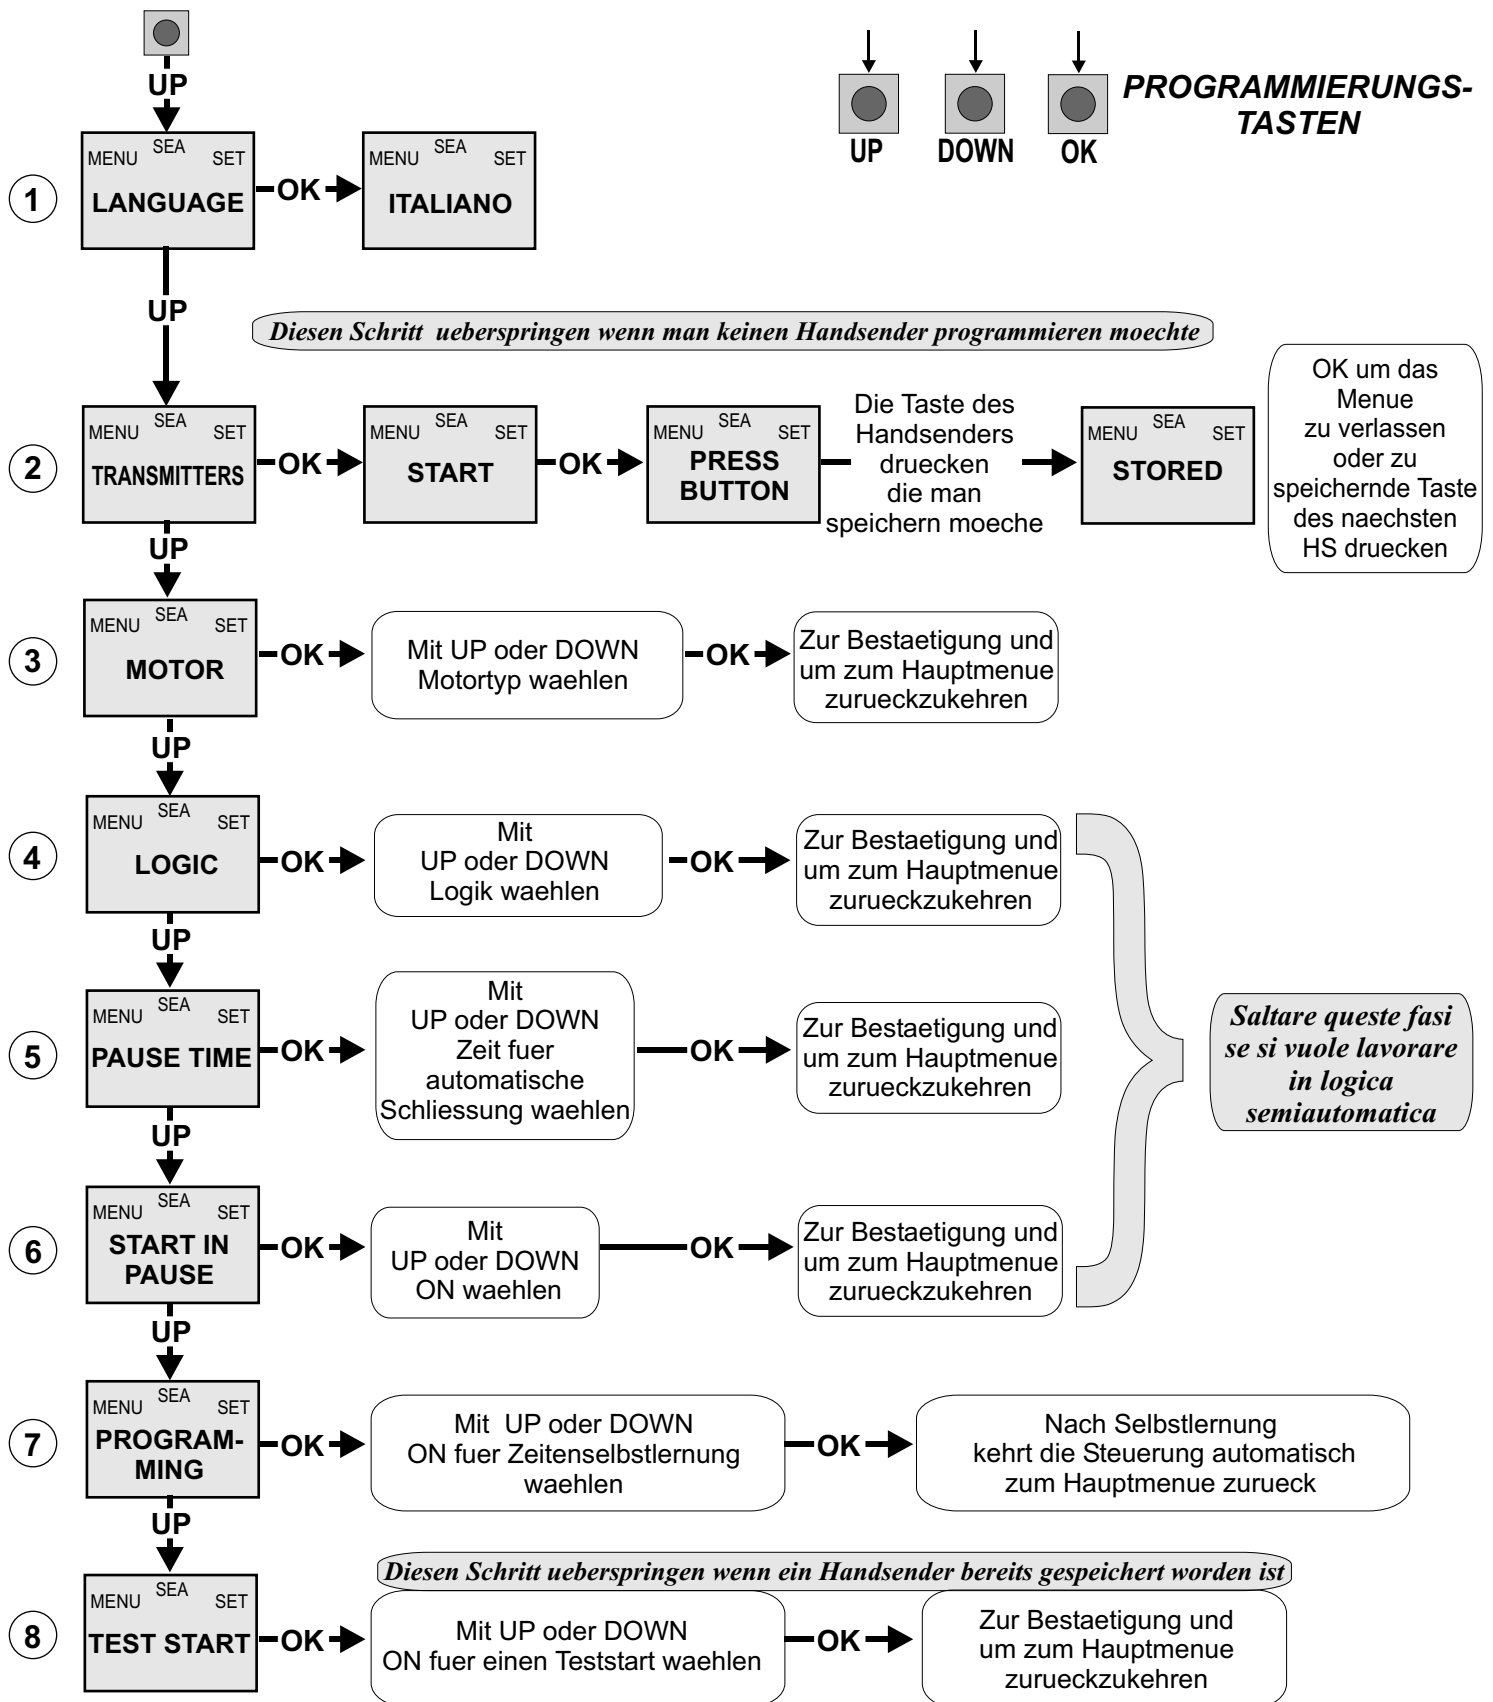 UP
PROGRAMMIERUNGS-
TASTEN
UP DOWN OK
1
MENU SEA SET
LANGUAGE
OK
MENU SEA SET
ITALIANO
UP
Diesen Schritt ueberspringen wenn man keinen Handsender programmieren moechte
2
MENU SEA SET
TRANSMITTERS
OK
MENU SEA SET
START
OK
MENU SEA SET
PRESS
BUTTON
Die Taste des
Handsenders
druecken
die man
speichern moeche
MENU SEA SET
STORED
OK um das
Menue
zu verlassen
oder zu
speichernde Taste
des naechsten
HS druecken
UP
3
MENU SEA SET
MOTOR
OK
Mit UP oder DOWN
Motortyp waehlen
OK
Zur Bestaetigung und
um zum Hauptmenue
zurueckzukehren
UP
4
MENU SEA SET
LOGIC
OK
Mit
UP oder DOWN
Logik waehlen
OK
Zur Bestaetigung und
um zum Hauptmenue
zurueckzukehren
UP
5
MENU SEA SET
PAUSE TIME
OK
Mit
UP oder DOWN
Zeit fuer
automatische
Schliessung waehlen
OK
Zur Bestaetigung und
um zum Hauptmenue
zurueckzukehren
Saltare queste fasi
se si vuole lavorare
in logica
semiautomatica
UP
6
MENU SEA SET
START IN
PAUSE
OK
Mit
UP oder DOWN
ON waehlen
OK
Zur Bestaetigung und
um zum Hauptmenue
zurueckzukehren
UP
7
MENU SEA SET
PROGRAM-
MING
OK
Mit UP oder DOWN
ON fuer Zeitenselbstlernung
waehlen
OK
Nach Selbstlernung
kehrt die Steuerung automatisch
zum Hauptmenue zurueck
UP
Diesen Schritt ueberspringen wenn ein Handsender bereits gespeichert worden ist
8
MENU SEA SET
TEST START
OK
Mit UP oder DOWN
ON fuer einen Teststart waehlen
OK
Zur Bestaetigung und
um zum Hauptmenue
zurueckzukehren